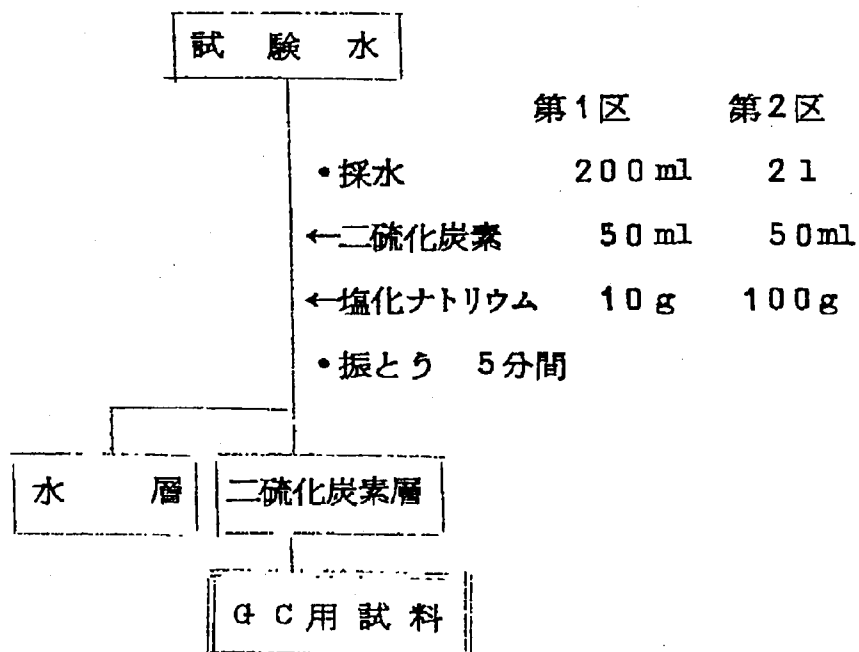 試験水
第1区 第2区
・採水 200ml 2l
←二硫化炭素 50ml 50ml
←塩化ナトリウム 10g 100g
・振とう 5分間
水層 二硫化炭素層
GC用試料